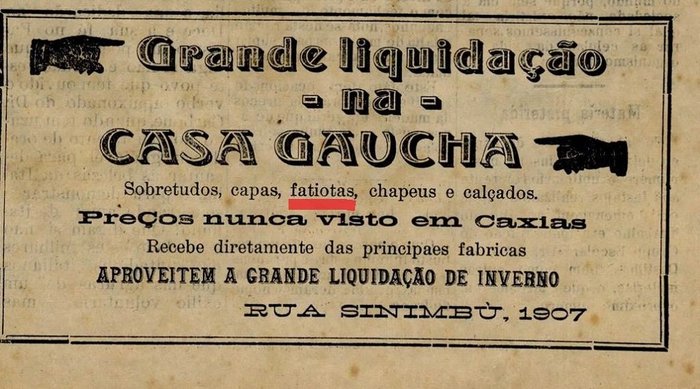 Grande liquidação
- na -
CASA GAUCHA
Sobretudos, capas, fatiotas, chapeus e calçados.
Preços nunca visto em Caxias
Recebe diretamente das principaes fabricas
APROVEITEM A GRANDE LIQUIDAÇÃO DE INVERNO
RUA SINIMBÙ, 1907